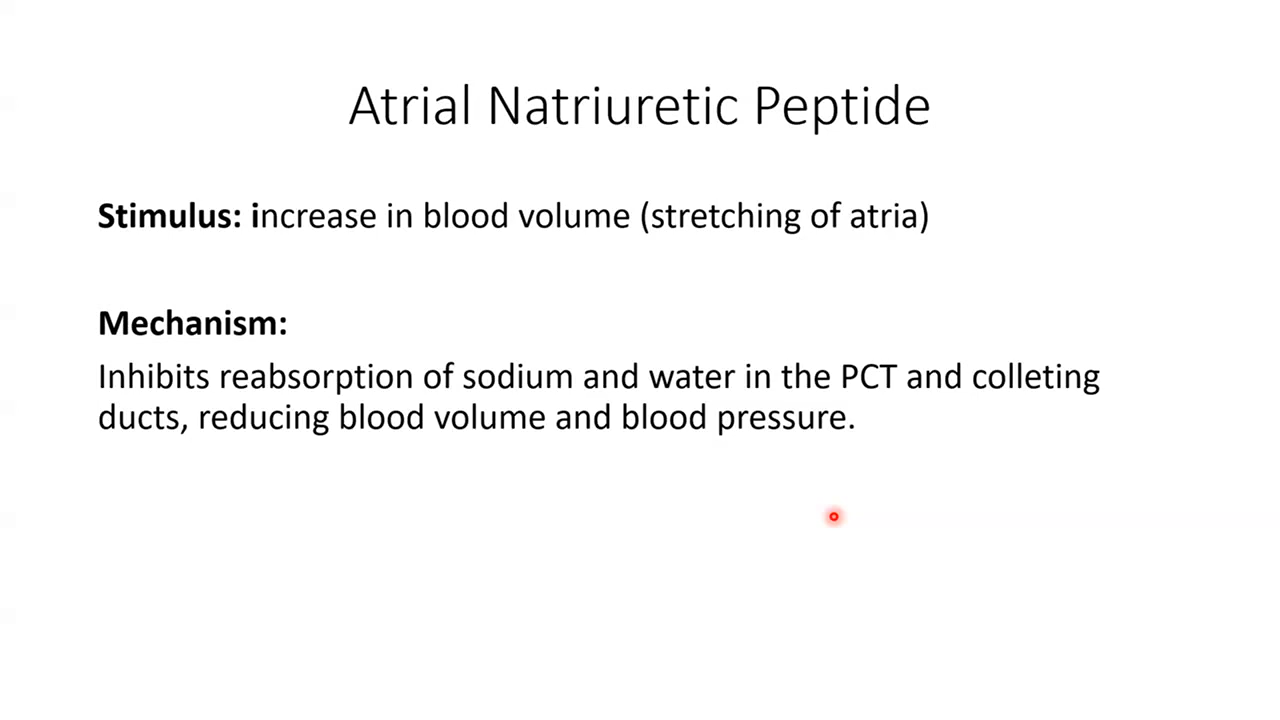 Atrial Natriuretic Peptide
Stimulus: increase in blood volume (stretching of atria)
Mechanism:
Inhibits reabsorption of sodium and water in the PCT and colleting
ducts, reducing blood volume and blood pressure.